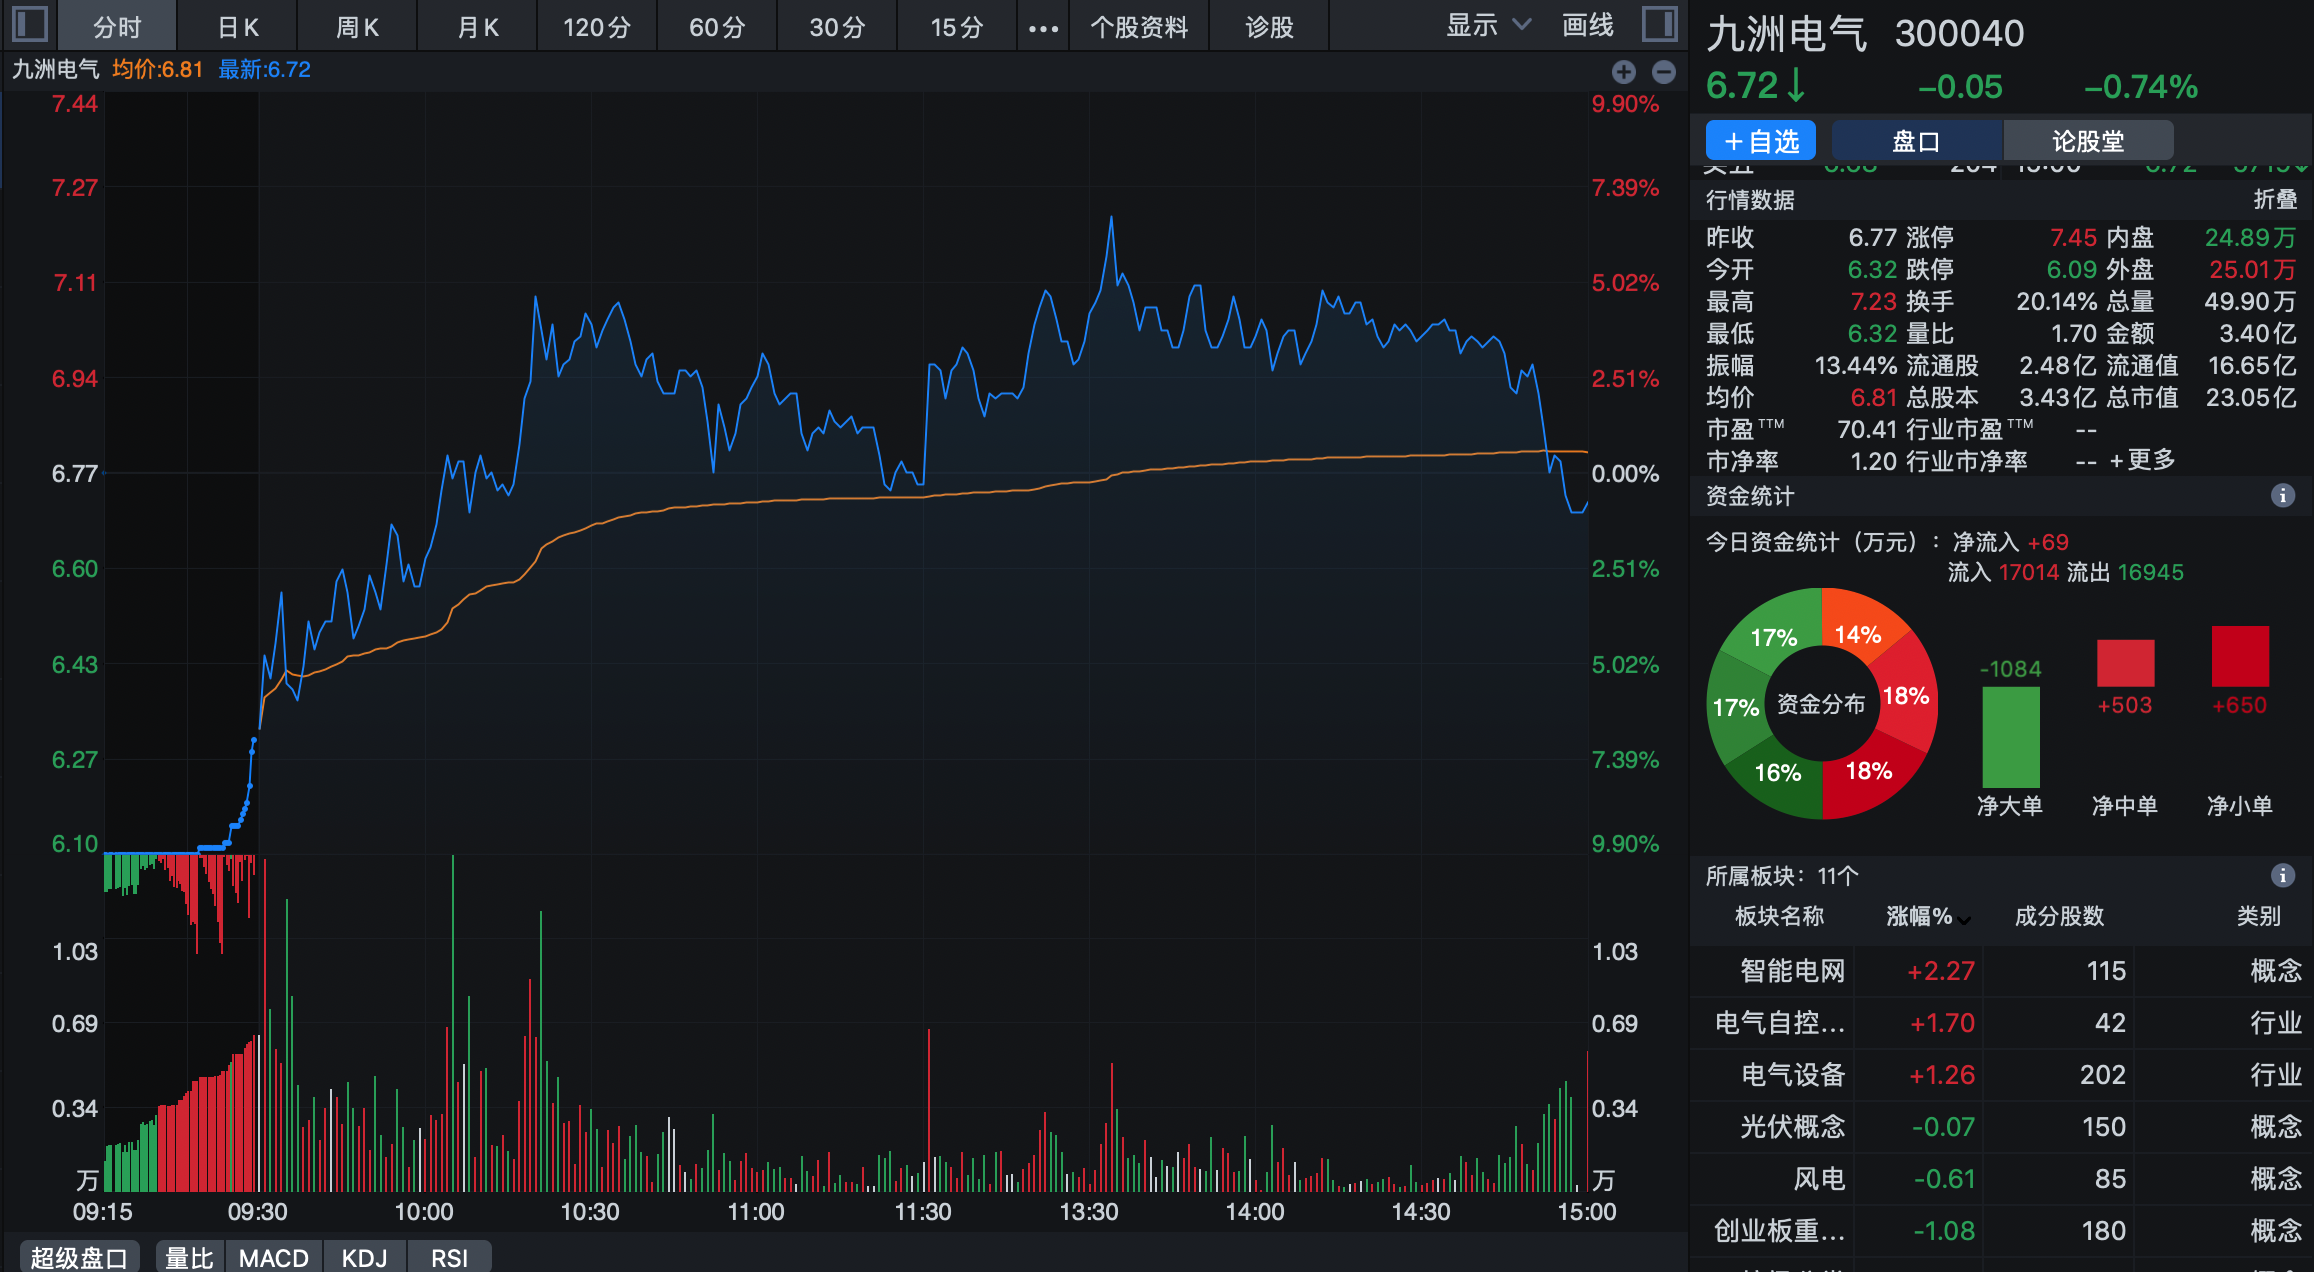 分时 日K 周K 月K 120分 60分 30分 15分 ••• 个股资料 诊股 显示 画线
九洲电气 均价:6.81 最新:6.72
7.44 9.90%
7.27 7.39%
7.11 5.02%
6.94 2.51%
6.77 0.00%
6.60 2.51%
6.43 5.02%
6.27 7.39%
6.10 9.90%
1.03 1.03
0.69 0.69
0.34 0.34
万 万
09:15 09:30 10:00 10:30 11:00 11:30 13:30 14:00 14:30 15:00
超级盘口 量比 MACD KDJ RSI
九洲电气 300040
6.72↓ -0.05 -0.74%
+自选 盘口 论股堂
行情数据 折叠
昨收 6.77 涨停 7.45 内盘 24.89万
今开 6.32 跌停 6.09 外盘 25.01万
最高 7.23 换手 20.14% 总量 49.90万
最低 6.32 量比 1.70 金额 3.40亿
振幅 13.44% 流通股 2.48亿 流通值 16.65亿
均价 6.81 总股本 3.43亿 总市值 23.05亿
市盈TTM 70.41 行业市盈TTM --
市净率 1.20 行业市净率 -- +更多
资金统计
今日资金统计（万元）: 净流入 +69
流入 17014 流出 16945
17% 14%
17% 资金分布 18%
16% 18%
-1084 +503 +650
净大单 净中单 净小单
所属板块: 11个
板块名称 涨幅% 成分股数 类别
智能电网 +2.27 115 概念
电气自控... +1.70 42 行业
电气设备 +1.26 202 行业
光伏概念 -0.07 150 概念
风电 -0.61 85 概念
创业板重... -1.08 180 概念